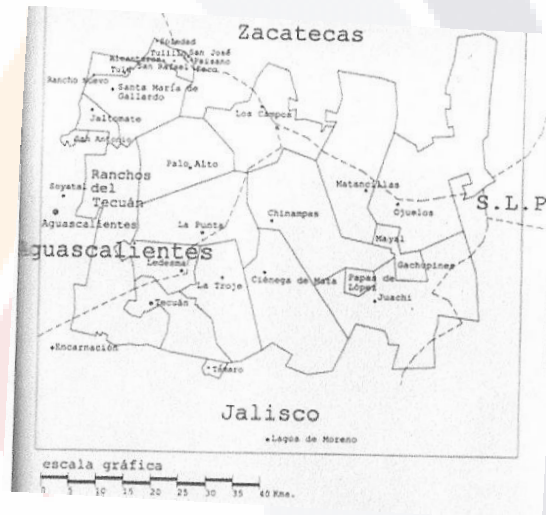 Zacatecas
Soledad
Tulillo San José
Paisano
San Rafael
Tule
Rancho Nuevo
Santa María de
Gallardo
Jaltomate
San Antonio
Los Campos
Palo Alto
Ranchos
del
Tecuán
Soyatal
Aguascalientes
Matancillas
Ojuelos
S.L.P
La Punta
Chinampas
Mayal
Aguascalientes
Ledesma
La Troje
Ciénega de Mata
Papas de
López
Gachupines
Juachi
Tecuán
Encarnación
Támaro
Jalisco
Lagos de Moreno
escala gráfica
0 5 10 15 20 25 30 35 40 Kms.